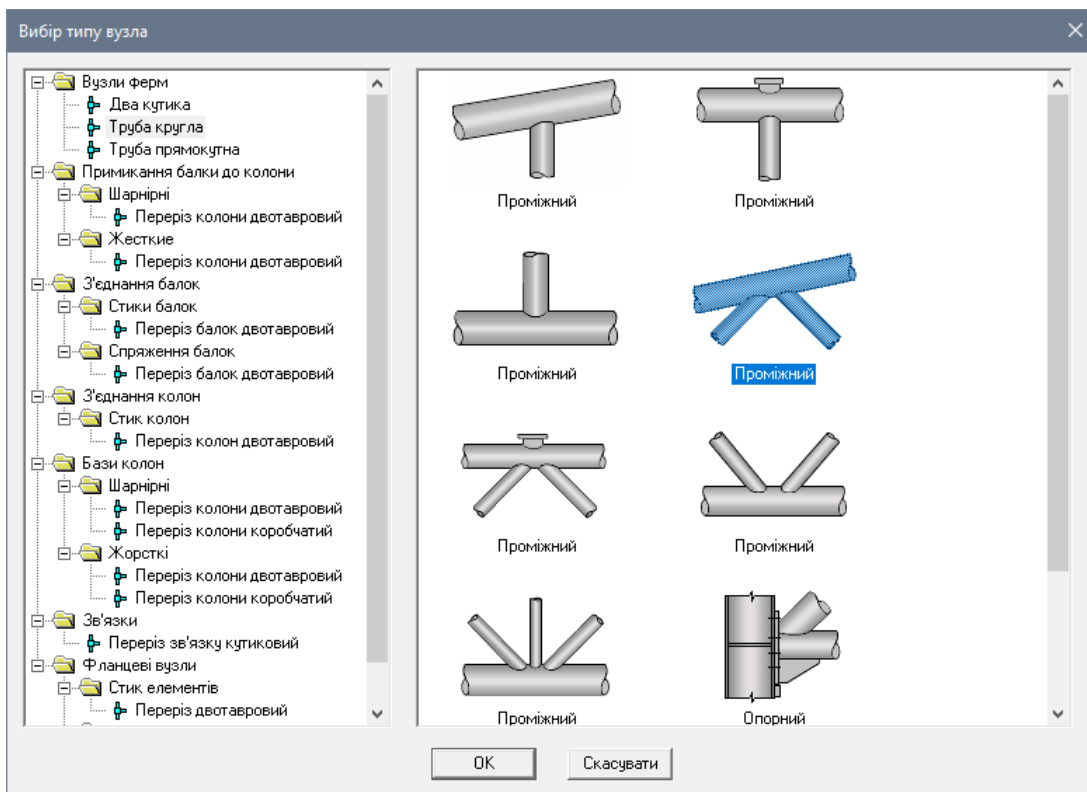 Вибір типу вузла
Вузли ферм
Два кутика
Труба кругла
Труба прямокутна
Примикання балки до колони
Шарнірні
Переріз колони двотавровий
Жесткие
Переріз колони двотавровий
З'єднання балок
Стики балок
Переріз балок двотавровий
Спряження балок
Переріз балок двотавровий
З'єднання колон
Стик колон
Переріз колон двотавровий
Бази колон
Шарнірні
Переріз колони двотавровий
Переріз колони коробчатий
Жорсткі
Переріз колони двотавровий
Переріз колони коробчатий
Зв'язки
Переріз зв'язку кутиковий
Фланцеві вузли
Стик елементів
Переріз двотавровий
Проміжний
Проміжний
Проміжний
Проміжний
Проміжний
Проміжний
Проміжний
Опорний
OK
Скасувати